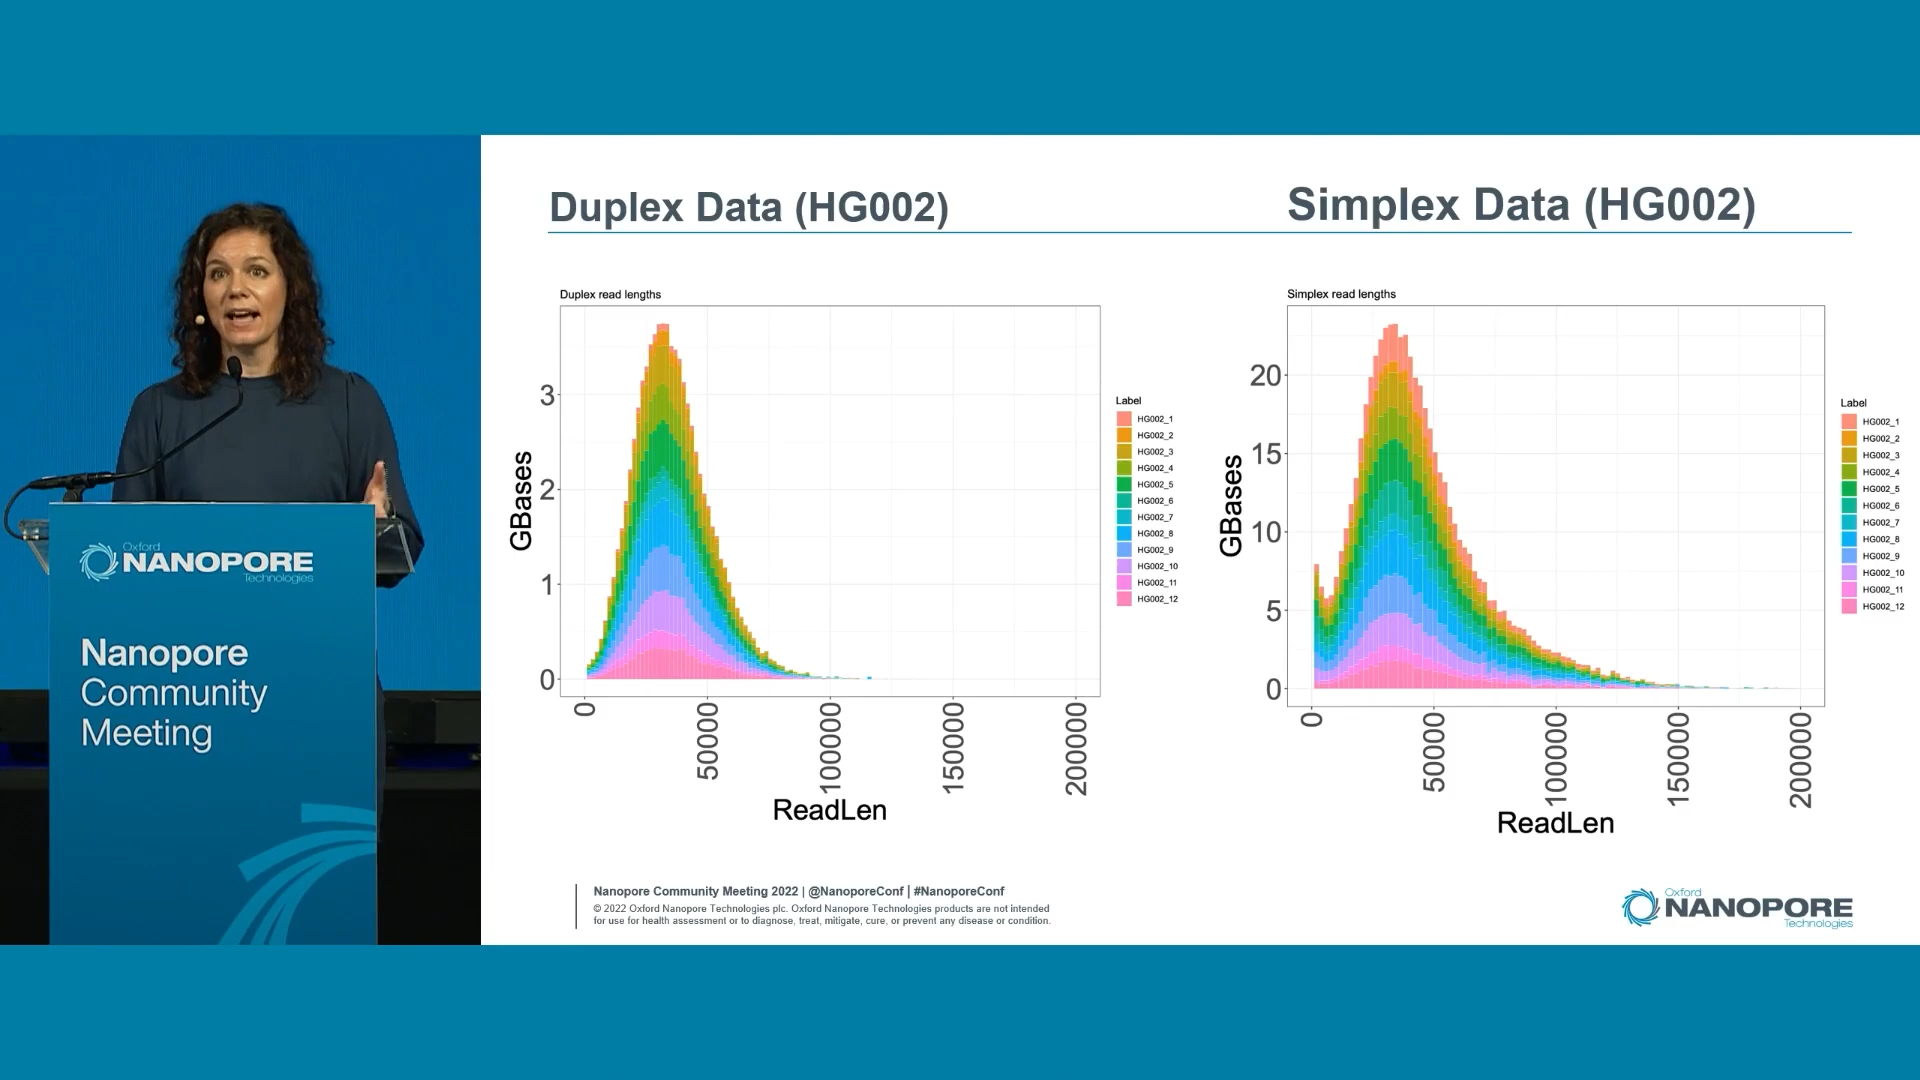 Oxford
NANOPORE
Technologies
Nanopore
Community
Meeting
Duplex Data (HG002)
Duplex read lengths
GBases
3
2
1
0
0
50000
100000
150000
200000
ReadLen
Label
HG002_1
HG002_2
HG002_3
HG002_4
HG002_5
HG002_6
HG002_7
HG002_8
HG002_9
HG002_10
HG002_11
HG002_12
Simplex Data (HG002)
Simplex read lengths
GBases
20
15
10
5
0
0
50000
100000
150000
200000
ReadLen
Label
HG002_1
HG002_2
HG002_3
HG002_4
HG002_5
HG002_6
HG002_7
HG002_8
HG002_9
HG002_10
HG002_11
HG002_12
Nanopore Community Meeting 2022 | @NanoporeConf | #NanoporeConf
© 2022 Oxford Nanopore Technologies plc. Oxford Nanopore Technologies products are not intended
for use for health assessment or to diagnose, treat, mitigate, cure, or prevent any disease or condition.
Oxford
NANOPORE
Technologies